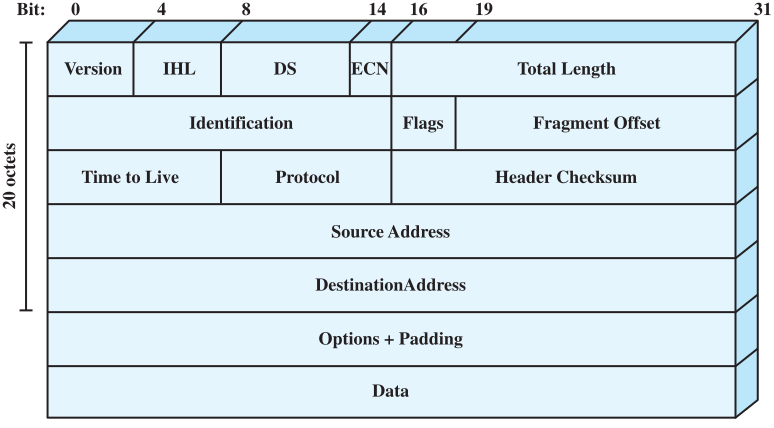 Bit: 0 4 8 14 16 19 31
Version IHL DS ECN Total Length
Identification Flags Fragment Offset
Time to Live Protocol Header Checksum
Source Address
DestinationAddress
Options + Padding
Data
20 octets